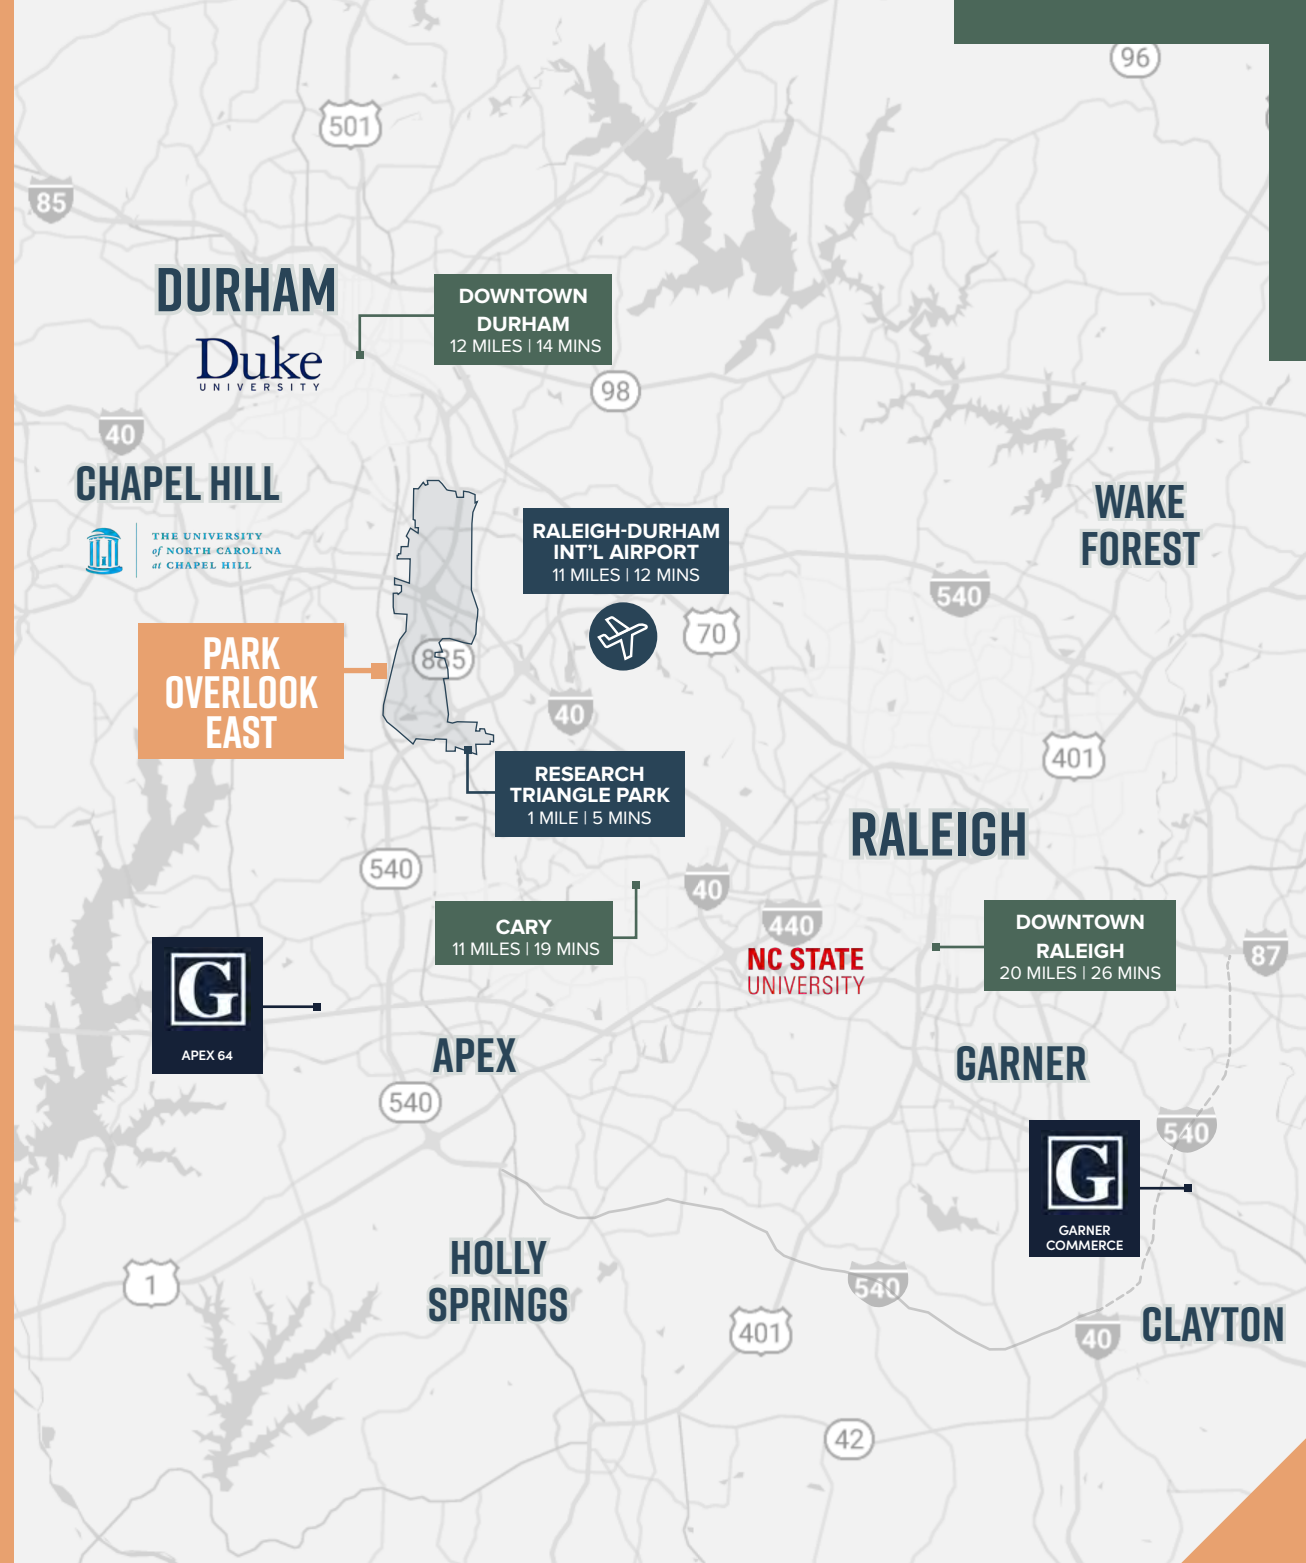 96
501
85
DURHAM
DOWNTOWN
DURHAM
12 MILES | 14 MINS
Duke
UNIVERSITY
98
40
CHAPEL HILL
THE UNIVERSITY
of NORTH CAROLINA
at CHAPEL HILL
WAKE
FOREST
RALEIGH-DURHAM
INT'L AIRPORT
11 MILES | 12 MINS
540
70
PARK
OVERLOOK
EAST
885
40
401
RESEARCH
TRIANGLE PARK
1 MILE | 5 MINS
RALEIGH
540
40
CARY
11 MILES | 19 MINS
440
NC STATE
UNIVERSITY
DOWNTOWN
RALEIGH
20 MILES | 26 MINS
87
G
APEX 64
APEX
GARNER
540
540
G
GARNER
COMMERCE
HOLLY
SPRINGS
1
540
401
40
CLAYTON
42